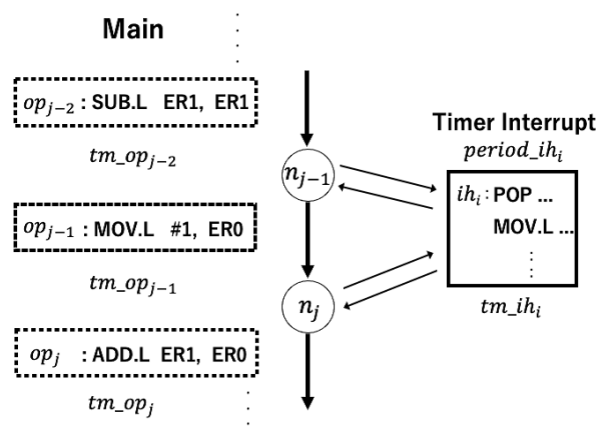 Main
op_{j-2} : SUB.L ER1, ER1
tm_op_{j-2}
n_{j-1}
Timer Interrupt
period_ih_i
ih_i : POP ...
MOV.L ...
op_{j-1} : MOV.L #1, ER0
tm_op_{j-1}
n_j
tm_ih_i
op_j : ADD.L ER1, ER0
tm_op_j